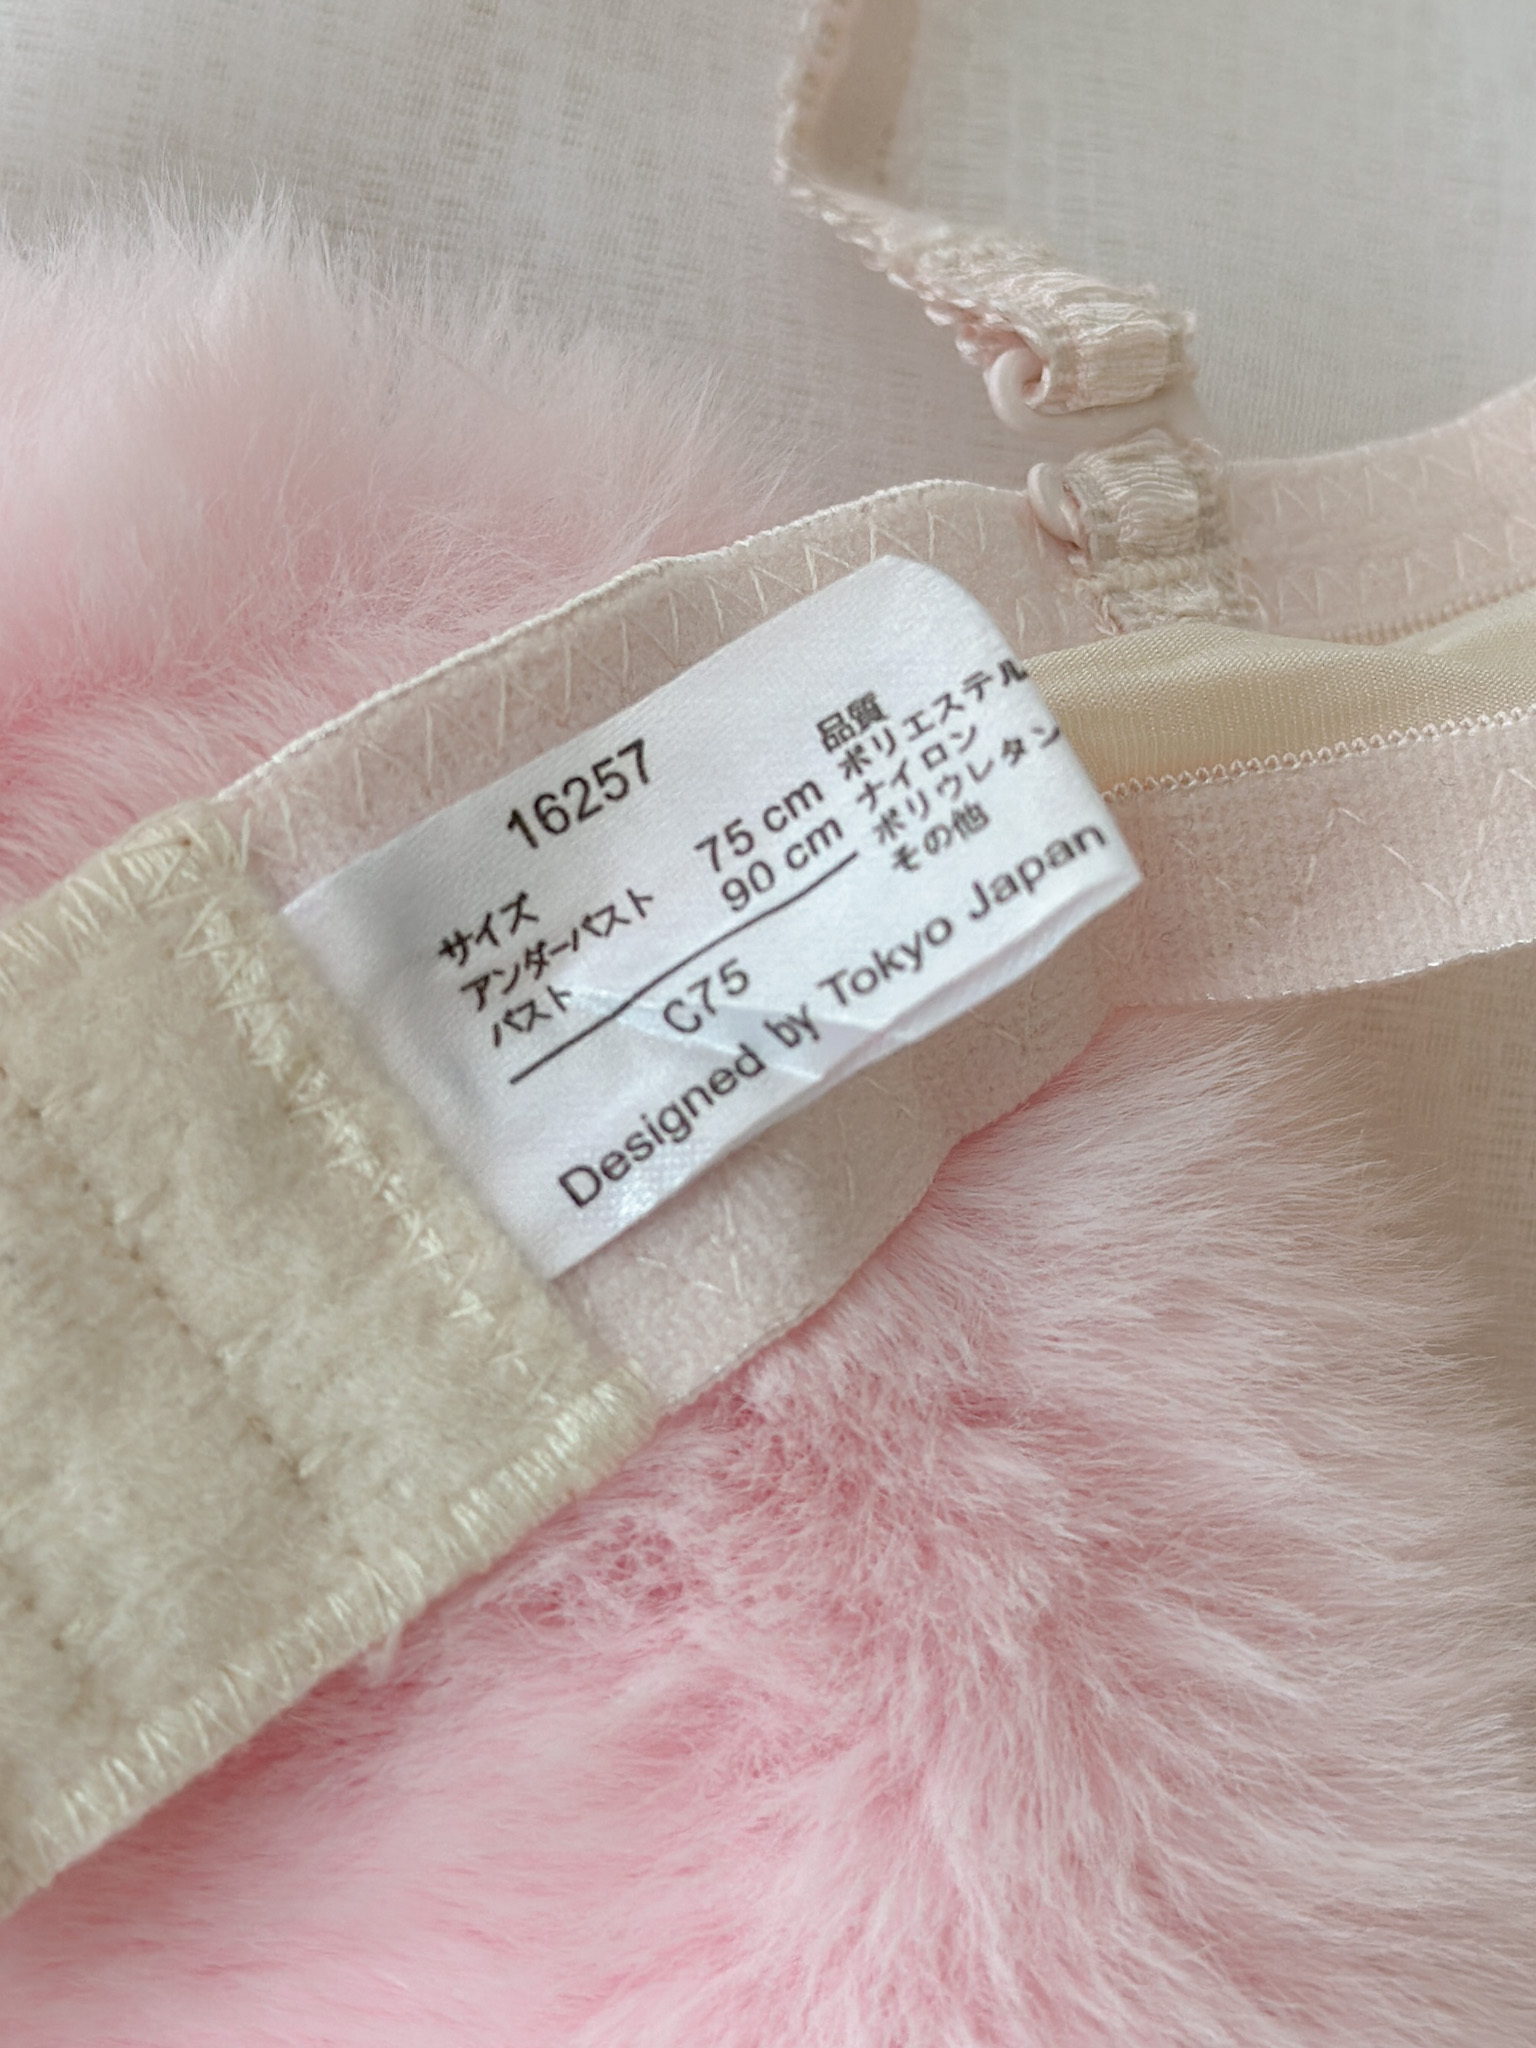 16257
サイズ
アンダーバスト 75 cm
バスト 90 cm
C75
品質
ポリエステル
ナイロン
ポリウレタン
その他
Designed by Tokyo Japan